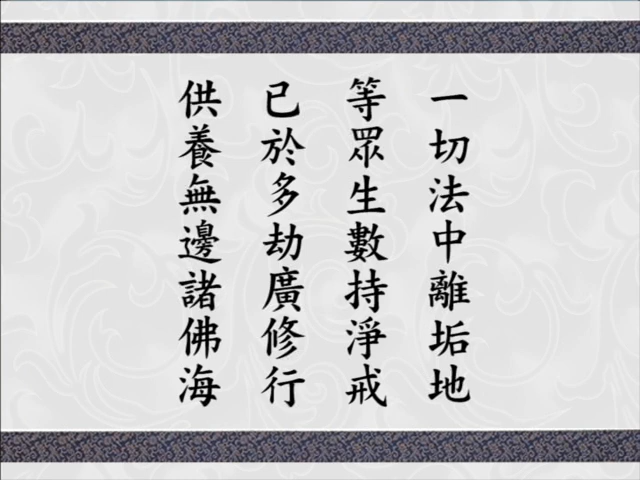 一切法中離垢地
等眾生數持淨戒
已於多劫廣修行
供養無邊諸佛海